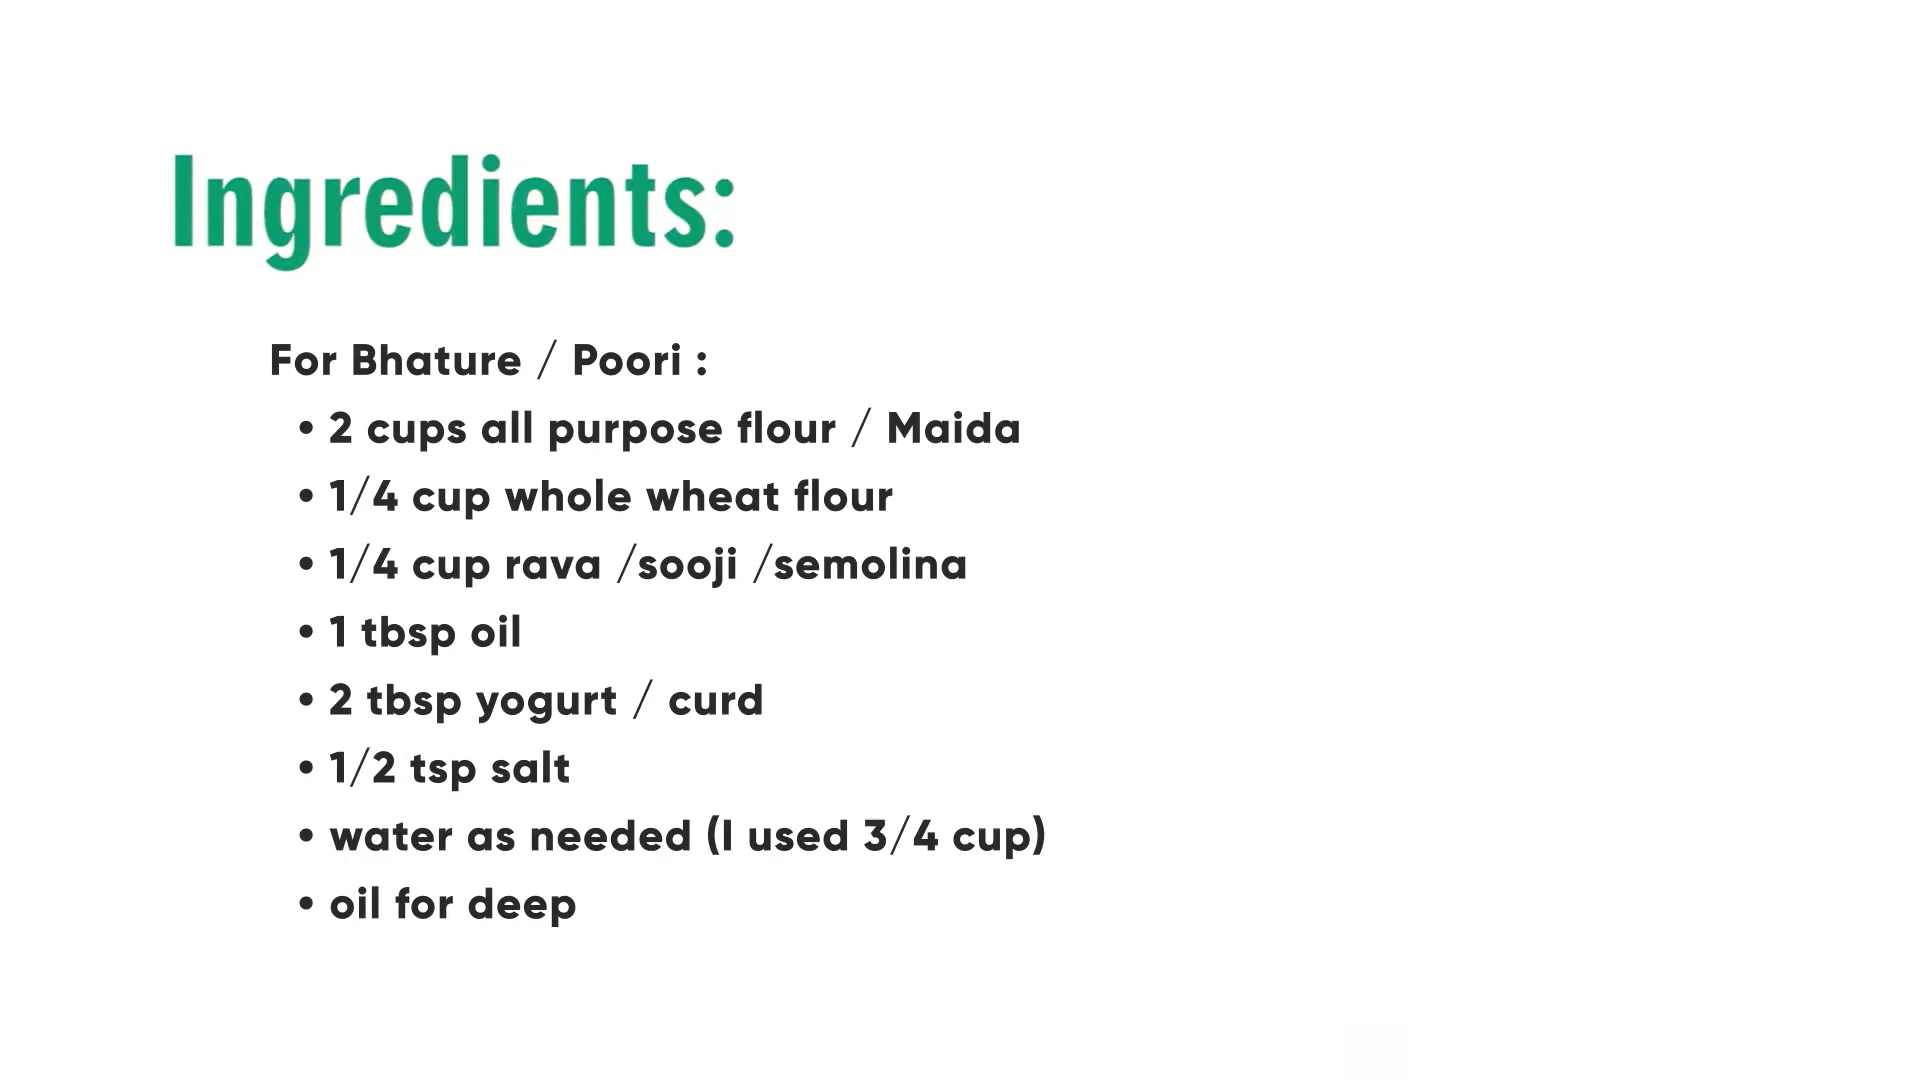 Ingredients:
For Bhature / Poori :
• 2 cups all purpose flour / Maida
• 1/4 cup whole wheat flour
• 1/4 cup rava /sooji /semolina
• 1 tbsp oil
• 2 tbsp yogurt / curd
• 1/2 tsp salt
• water as needed (I used 3/4 cup)
• oil for deep